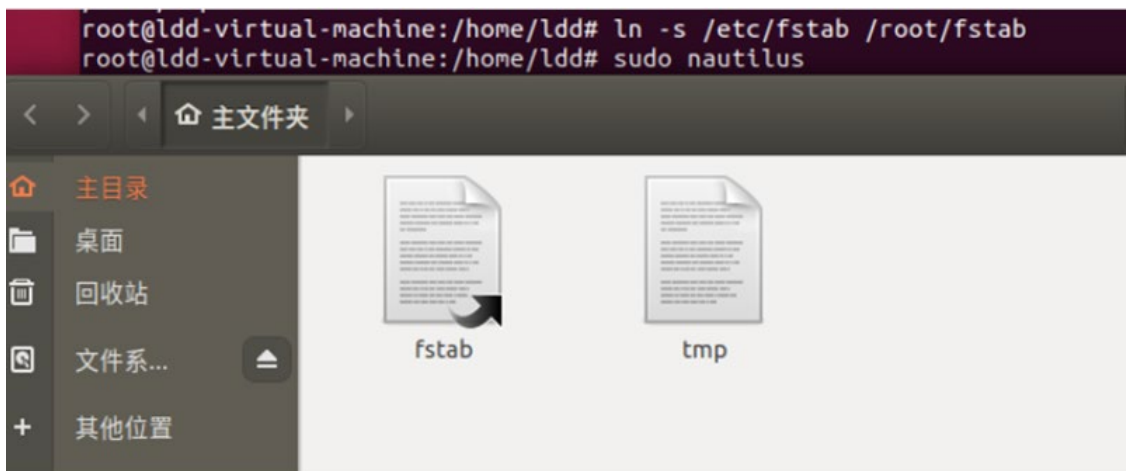 root@ldd-virtual-machine:/home/ldd# ln -s /etc/fstab /root/fstab
root@ldd-virtual-machine:/home/ldd# sudo nautilus
主文件夹
主目录
桌面
回收站
文件系...
其他位置
fstab
tmp